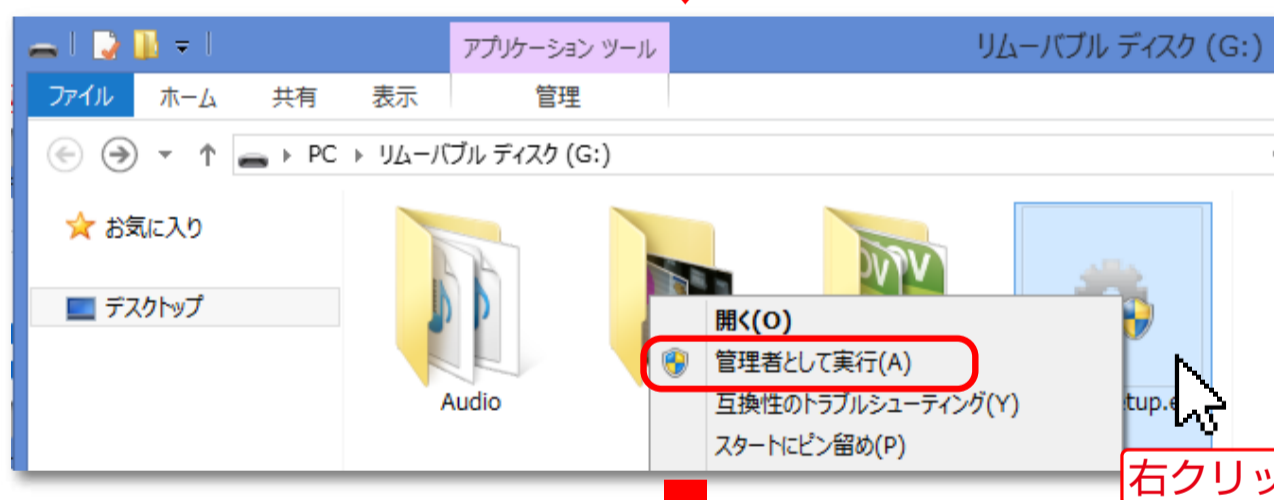 アプリケーション ツール
リムーバブル ディスク (G:)
ファイル ホーム 共有 表示 管理
PC リムーバブル ディスク (G:)
お気に入り
デスクトップ
開く(O)
管理者として実行(A)
互換性のトラブルシューティング(Y)
スタートにピン留め(P)
Audio
tup.e
右クリッ